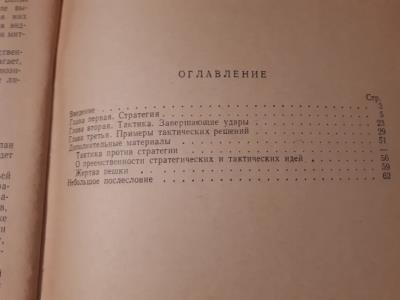 ОГЛАВЛЕНИЕ
Стр.
Введение 3
Глава первая. Стратегия 5
Глава вторая. Тактика. Завершающие удары 23
Глава третья. Примеры тактических решений 29
Дополнительные материалы 51
Тактика против стратегии —
О преемственности стратегических и тактических идей 56
Жертва пешки 59
Небольшое послесловие 62